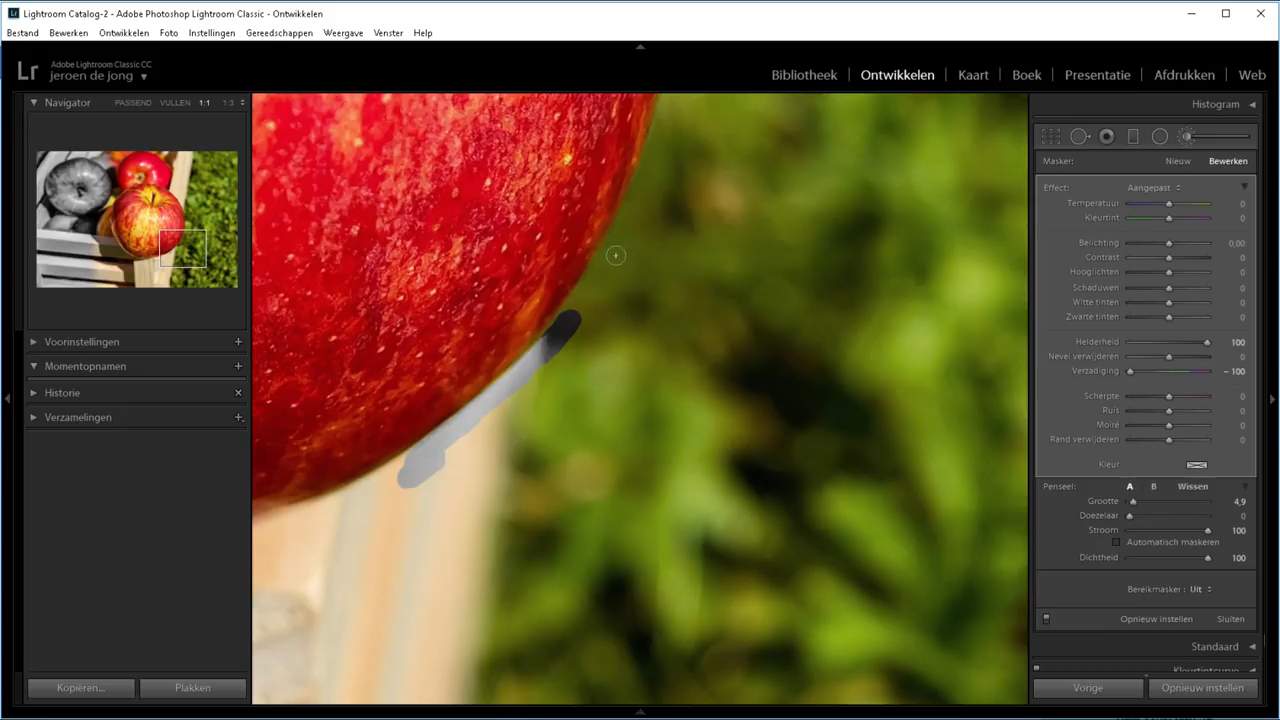 Lightroom Catalog-2 - Adobe Photoshop Lightroom Classic - Ontwikkelen
Bestand Bewerken Ontwikkelen Foto Instellingen Gereedschappen Weergave Venster Help
Lr
Adobe Lightroom Classic CC
jeroen de jong
Bibliotheek Ontwikkelen Kaart Boek Presentatie Afdrukken Web
Navigator PASSEND VULLEN 1:1 1:3
Voorinstellingen
Momentopnamen
Historie
Verzamelingen
Kopiëren... Plakken
Histogram
Masker: Nieuw Bewerken
Effect: Aangepast
Temperatuur 0
Kleurtint 0
Belichting 0,00
Contrast 0
Hooglichten 0
Schaduwen 0
Witte tinten 0
Zwarte tinten 0
Helderheid 100
Nevel verwijderen 0
Verzadiging – 100
Scherpte 0
Ruis 0
Moiré 0
Rand verwijderen 0
Kleur
Penseel: A B Wissen
Grootte 4,9
Doezelaar 0
Stroom 100
Automatisch maskeren
Dichtheid 100
Bereikmasker: Uit
Opnieuw instellen Sluiten
Standaard
Kleurtintcurve
Vorige Opnieuw instellen